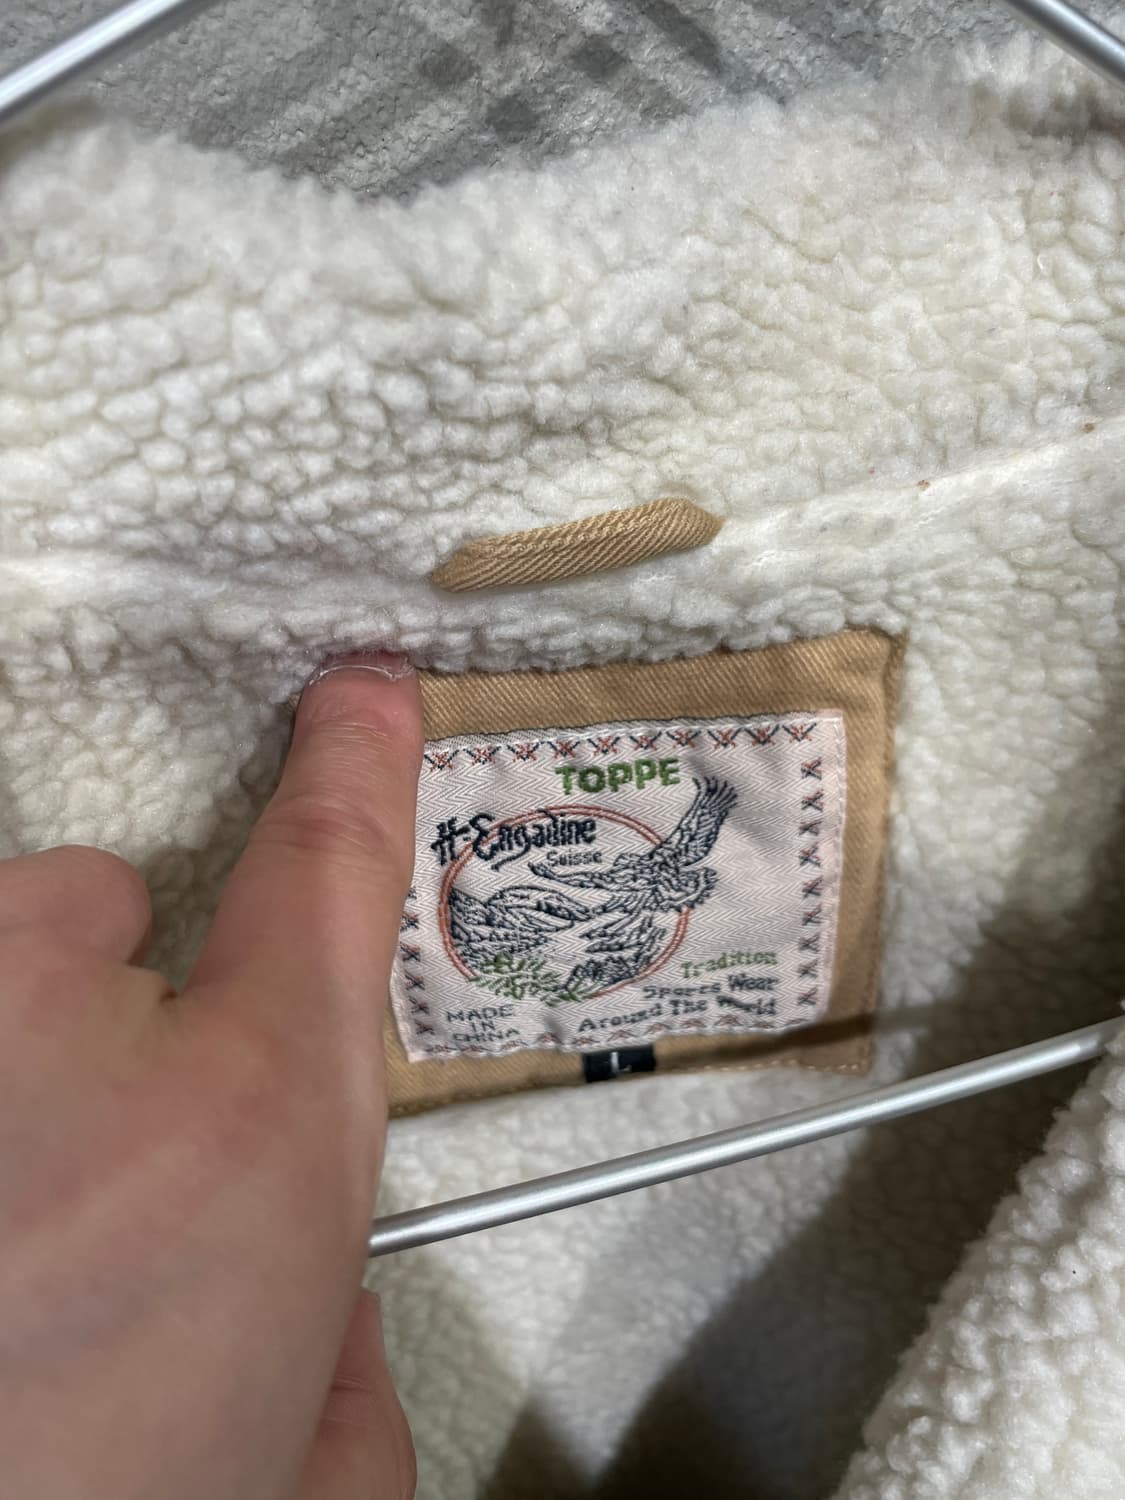 TOPPE
H-Engadine
Suisse
Tradition
Sports Wear
Around The World
MADE
IN
CHINA
L